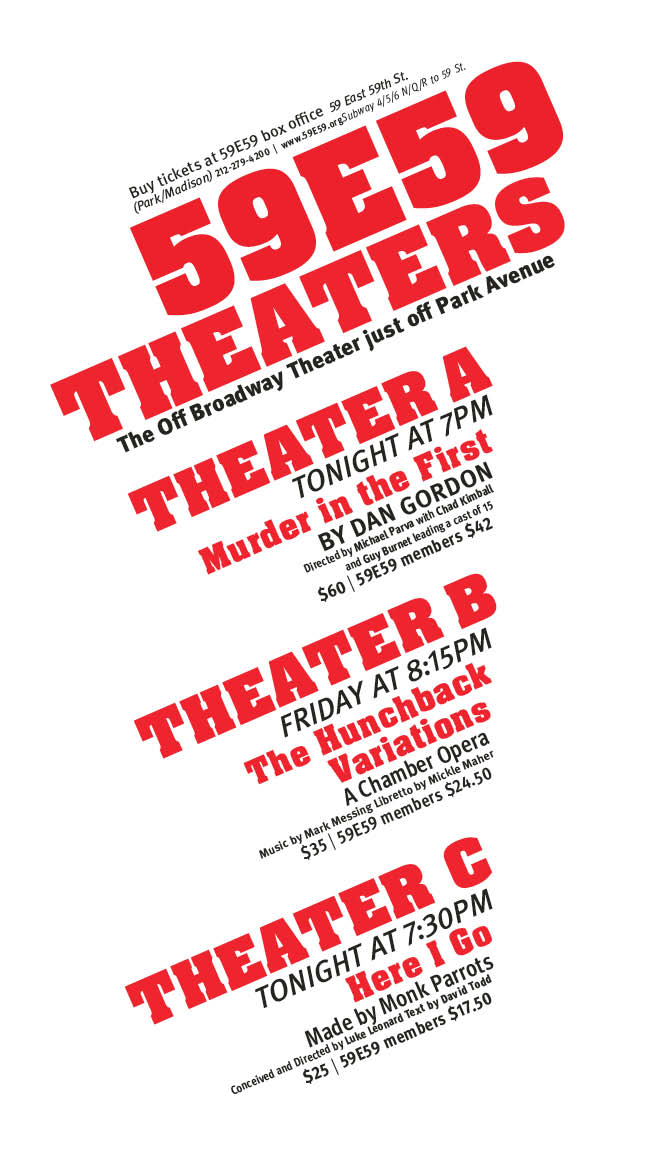 Buy tickets at 59E59 box office 59 East 59th St.
(Park/Madison) 212-279-4200 | www.59E59.org Subway 4/5/6 N/Q/R to 59 St.
59E59
THEATERS
The Off Broadway Theater just off Park Avenue
THEATER A
TONIGHT AT 7PM
Murder in the First
BY DAN GORDON
Directed by Michael Parva with Chad Kimball
and Guy Burnet leading a cast of 15
$60 | 59E59 members $42
THEATER B
FRIDAY AT 8:15PM
The Hunchback
Variations
A Chamber Opera
Music by Mark Messing Libretto by Mickle Maher
$35 | 59E59 members $24.50
THEATER C
TONIGHT AT 7:30PM
Here I Go
Made by Monk Parrots
Conceived and Directed by Luke Leonard Text by David Todd
$25 | 59E59 members $17.50